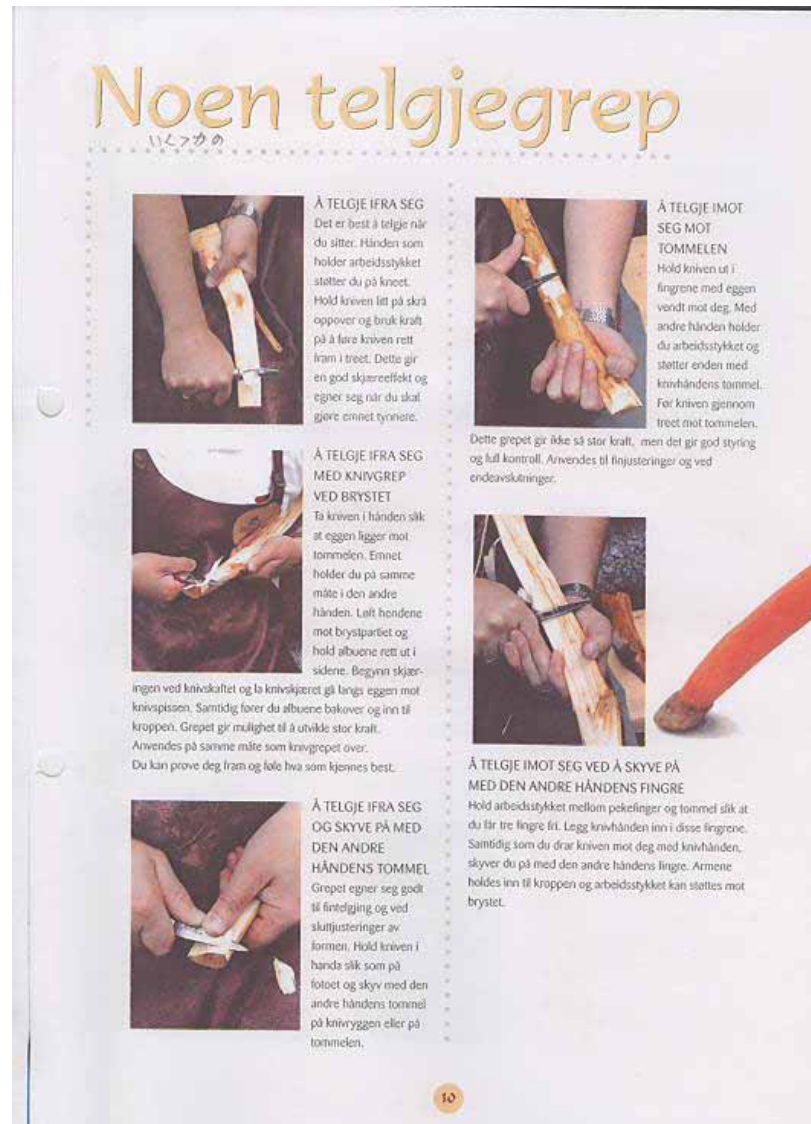 Noen telgjegrep
いくつかの
Å TELGJE IFRA SEG
Det er best å telgje når
du sitter. Hånden som
holder arbeidsstykket
støtter du på kneet.
Hold kniven litt på skrå
oppover og bruk kraft
på å føre kniven rett
fram i treet. Dette gir
en god skjæreeffekt og
egner seg når du skal
gjøre emnet tynnere.
Å TELGJE IFRA SEG
MED KNIVGREP
VED BRYSTET
Ta kniven i hånden slik
at eggen ligger mot
tommelen. Emnet
holder du på samme
måte i den andre
hånden. Løft hendene
mot brystpartiet og
hold albuene rett ut i
sidene. Begynn skjær-
ingen ved knivskaftet og la knivskjæret gli langs eggen mot
knivspissen. Samtidig fører du albuene bakover og inn til
kroppen. Grepet gir mulighet til å utvikle stor kraft.
Anvendes på samme måte som knivgrepet over.
Du kan prøve deg fram og føle hva som kjennes best.
Å TELGJE IFRA SEG
OG SKYVE PÅ MED
DEN ANDRE
HÅNDENS TOMMEL
Grepet egner seg godt
til fintelgjing og ved
sluttjusteringer av
formen. Hold kniven i
handa slik som på
fotoet og skyv med den
andre håndens tommel
på knivryggen eller på
tommelen.
Å TELGJE IMOT
SEG MOT
TOMMELEN
Hold kniven ut i
fingrene med eggen
vendt mot deg. Med
andre hånden holder
du arbeidsstykket og
støtter enden med
knivhåndens tommel.
Før kniven gjennom
treet mot tommelen.
Dette grepet gir ikke så stor kraft, men det gir god styring
og full kontroll. Anvendes til finjusteringer og ved
endeavslutninger.
Å TELGJE IMOT SEG VED Å SKYVE PÅ
MED DEN ANDRE HÅNDENS FINGRE
Hold arbeidsstykket mellom pekefinger og tommel slik at
du får tre fingre fri. Legg knivhånden inn i disse fingrene.
Samtidig som du drar kniven mot deg med knivhånden,
skyver du på med den andre håndens fingre. Armene
holdes inn til kroppen og arbeidsstykket kan støttes mot
brystet.
10